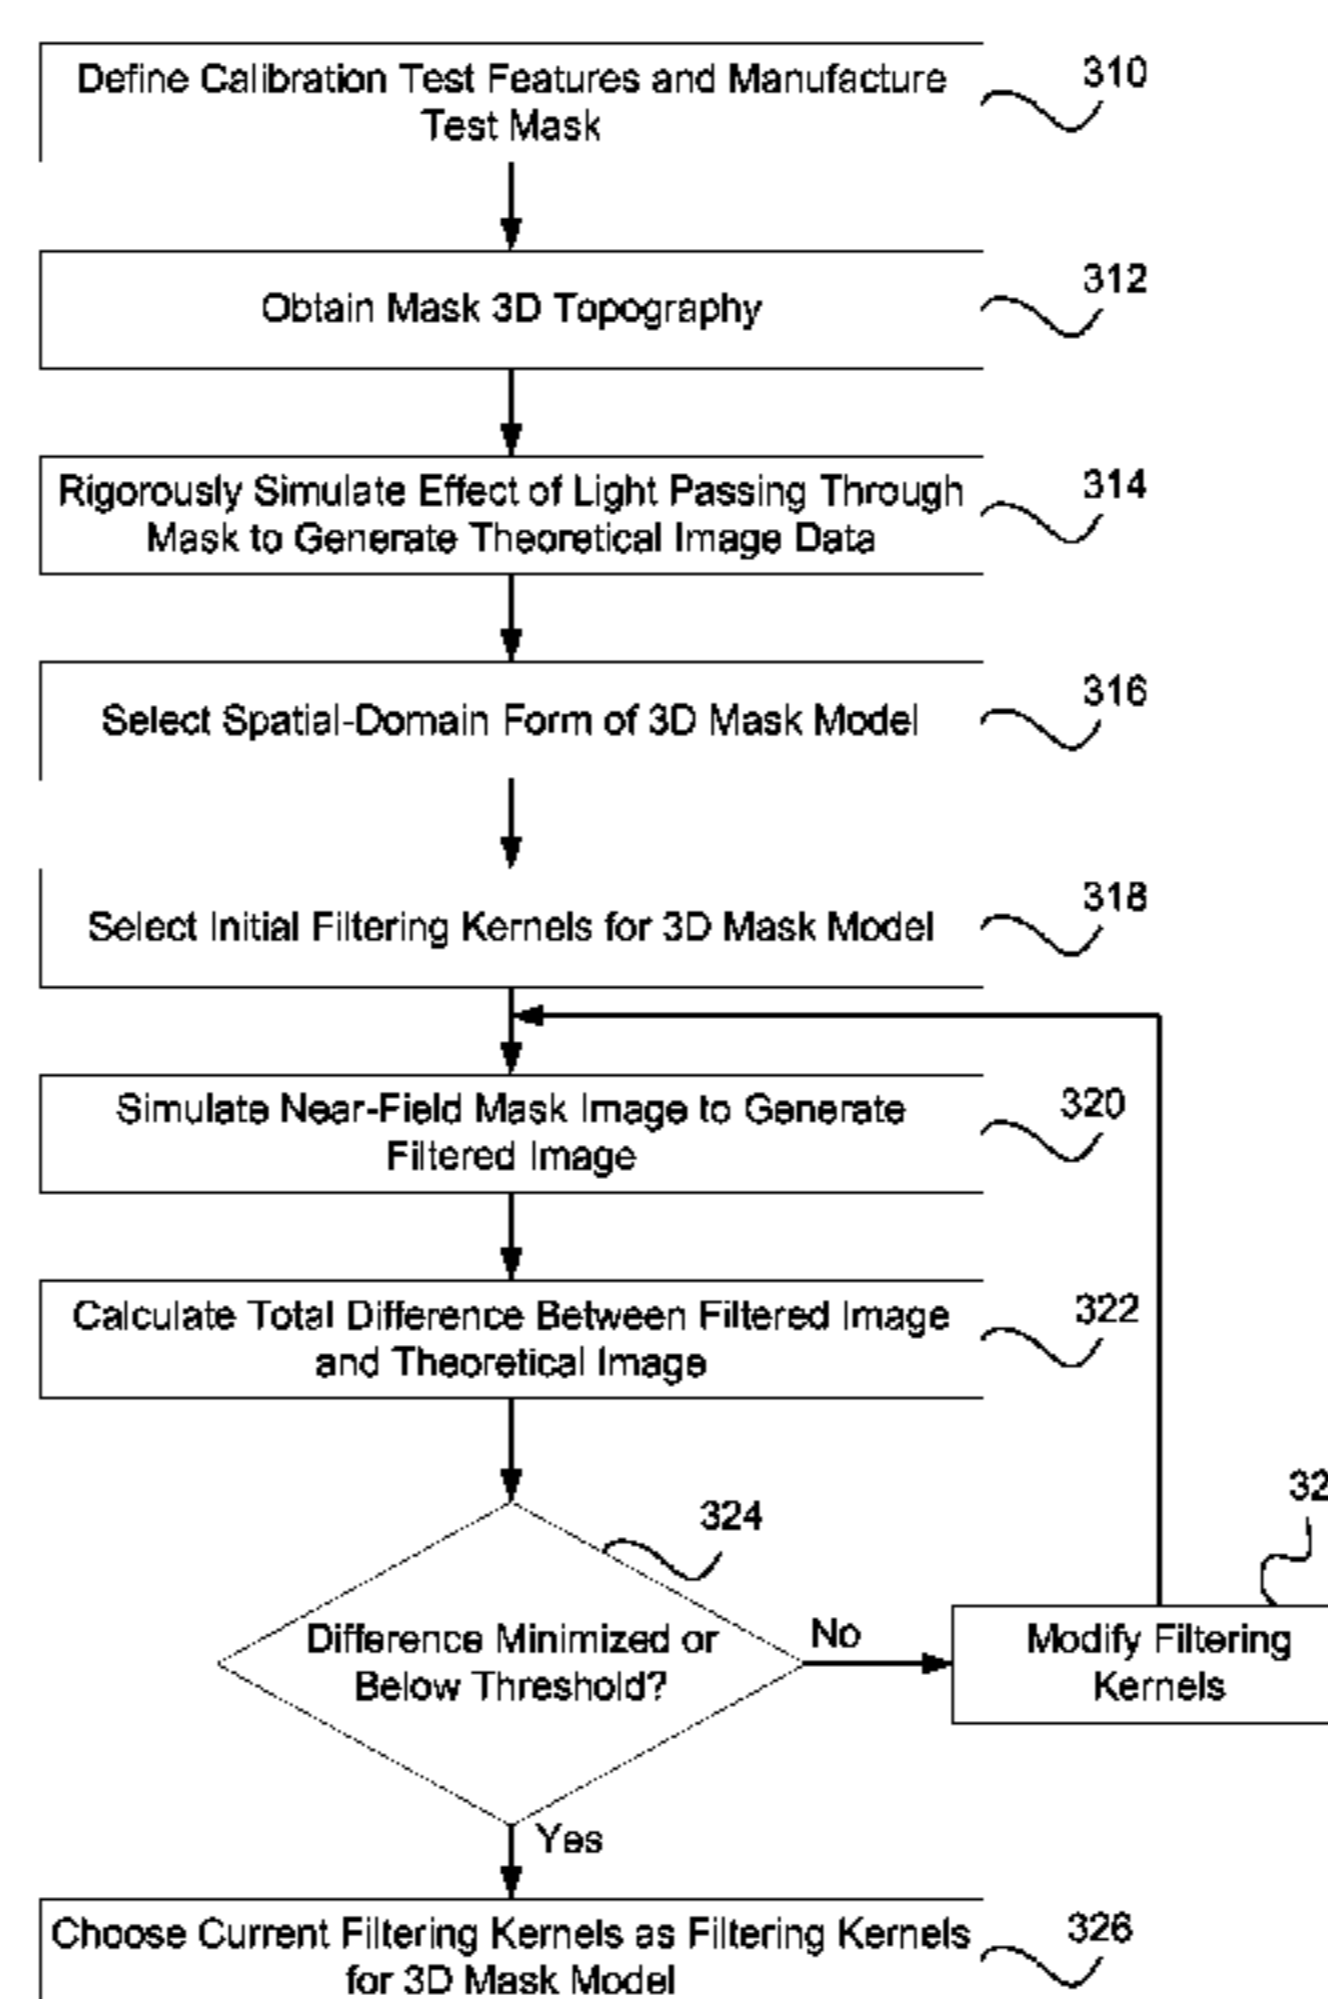 Define Calibration Test Features and Manufacture
Test Mask
310
Obtain Mask 3D Topography
312
Rigorously Simulate Effect of Light Passing Through
Mask to Generate Theoretical Image Data
314
Select Spatial-Domain Form of 3D Mask Model
316
Select Initial Filtering Kernels for 3D Mask Model
318
Simulate Near-Field Mask Image to Generate
Filtered Image
320
Calculate Total Difference Between Filtered Image
and Theoretical Image
322
324
Difference Minimized or
Below Threshold?
No
Modify Filtering
Kernels
Yes
Choose Current Filtering Kernels as Filtering Kernels
for 3D Mask Model
326